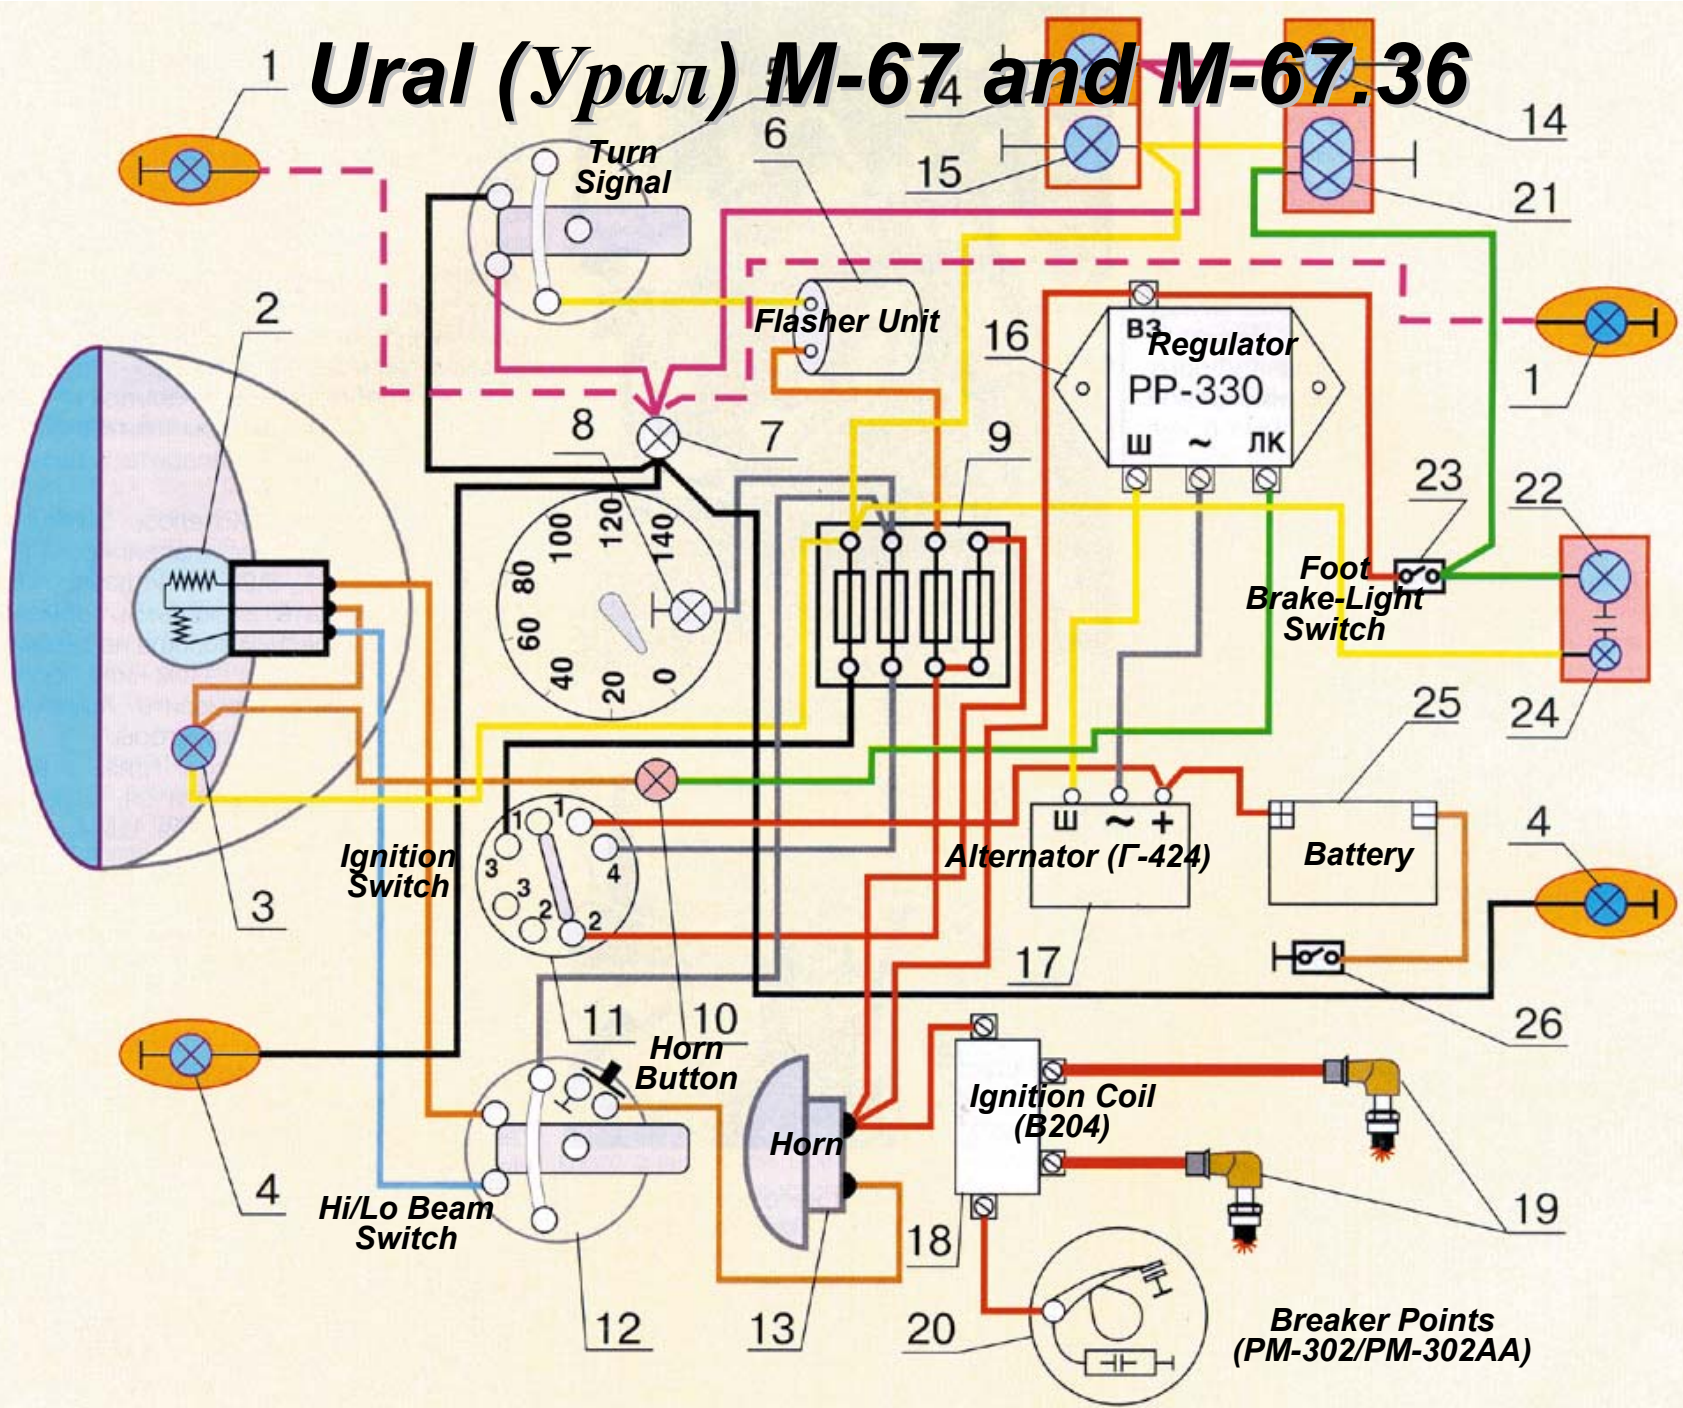 Ural (Урал) M-67 and M-67.36
1
5
14
14
6
15
21
Turn
Signal
2
Flasher Unit
16
ВЗ
Regulator
РР-330
Ш ~ ЛК
1
8
7
9
23
22
100
120
140
80
60
40
20
0
Foot
Brake-Light
Switch
24
25
Ш ~ +
Alternator (Г-424)
Battery
4
Ignition
Switch
1
1
3
4
3
2
2
3
17
11
10
26
Horn
Button
4
Ignition Coil
(B204)
Horn
Hi/Lo Beam
Switch
19
18
12
13
20
Breaker Points
(PM-302/PM-302AA)